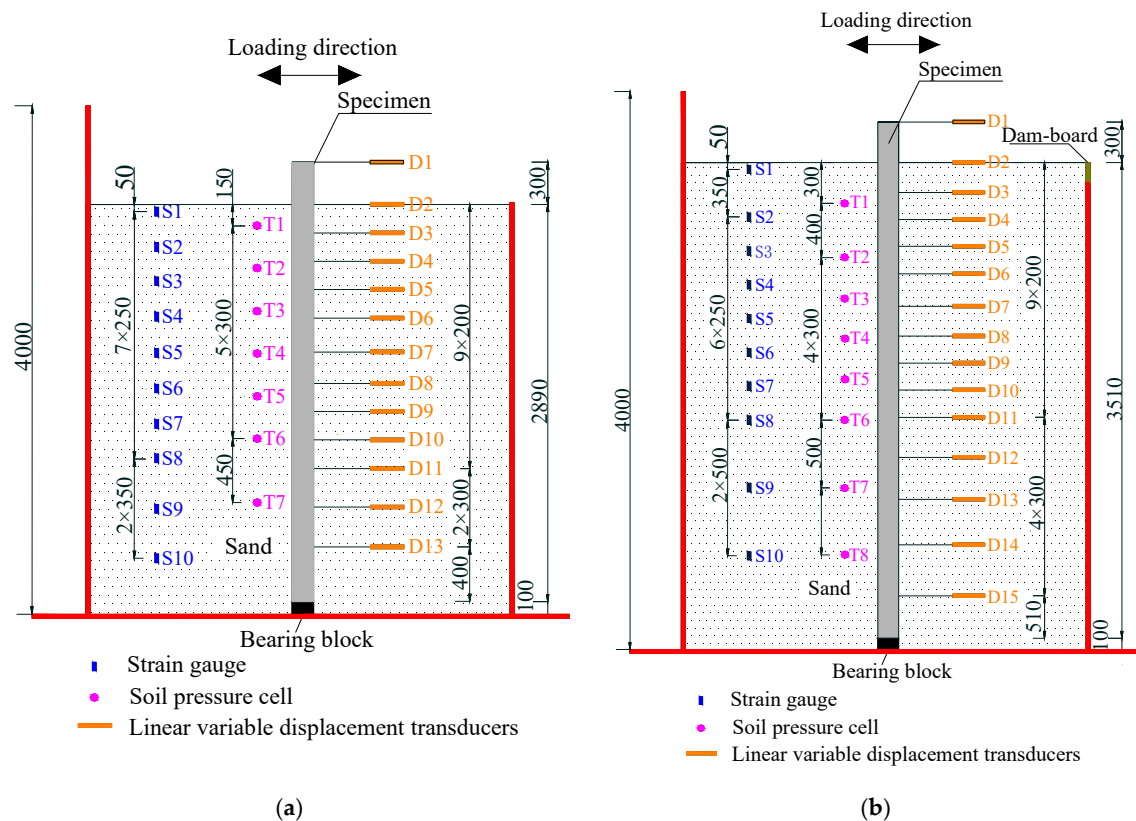 Loading direction
Specimen
D1
50
150
300
S1
D2
T1
D3
S2
T2
D4
S3
D5
T3
S4
D6
7×250
5×300
9×200
4000
S5
T4
D7
2890
S6
T5
D8
S7
D9
T6
D10
S8
D11
450
T7
S9
D12
2×350
2×300
Sand
D13
S10
400
100
Bearing block
Strain gauge
Soil pressure cell
Linear variable displacement transducers
(a)
Loading direction
Specimen
D1
Dam-board
50
300
D2
S1
350
300
D3
T1
S2
D4
400
D5
S3
T2
D6
S4
9×200
T3
D7
S5
T4
D8
6×250
4×300
S6
D9
T5
S7
D10
4000
3510
S8
T6
D11
D12
500
S9
T7
D13
2×500
4×300
D14
S10
T8
Sand
D15
510
100
Bearing block
Strain gauge
Soil pressure cell
Linear variable displacement transducers
(b)